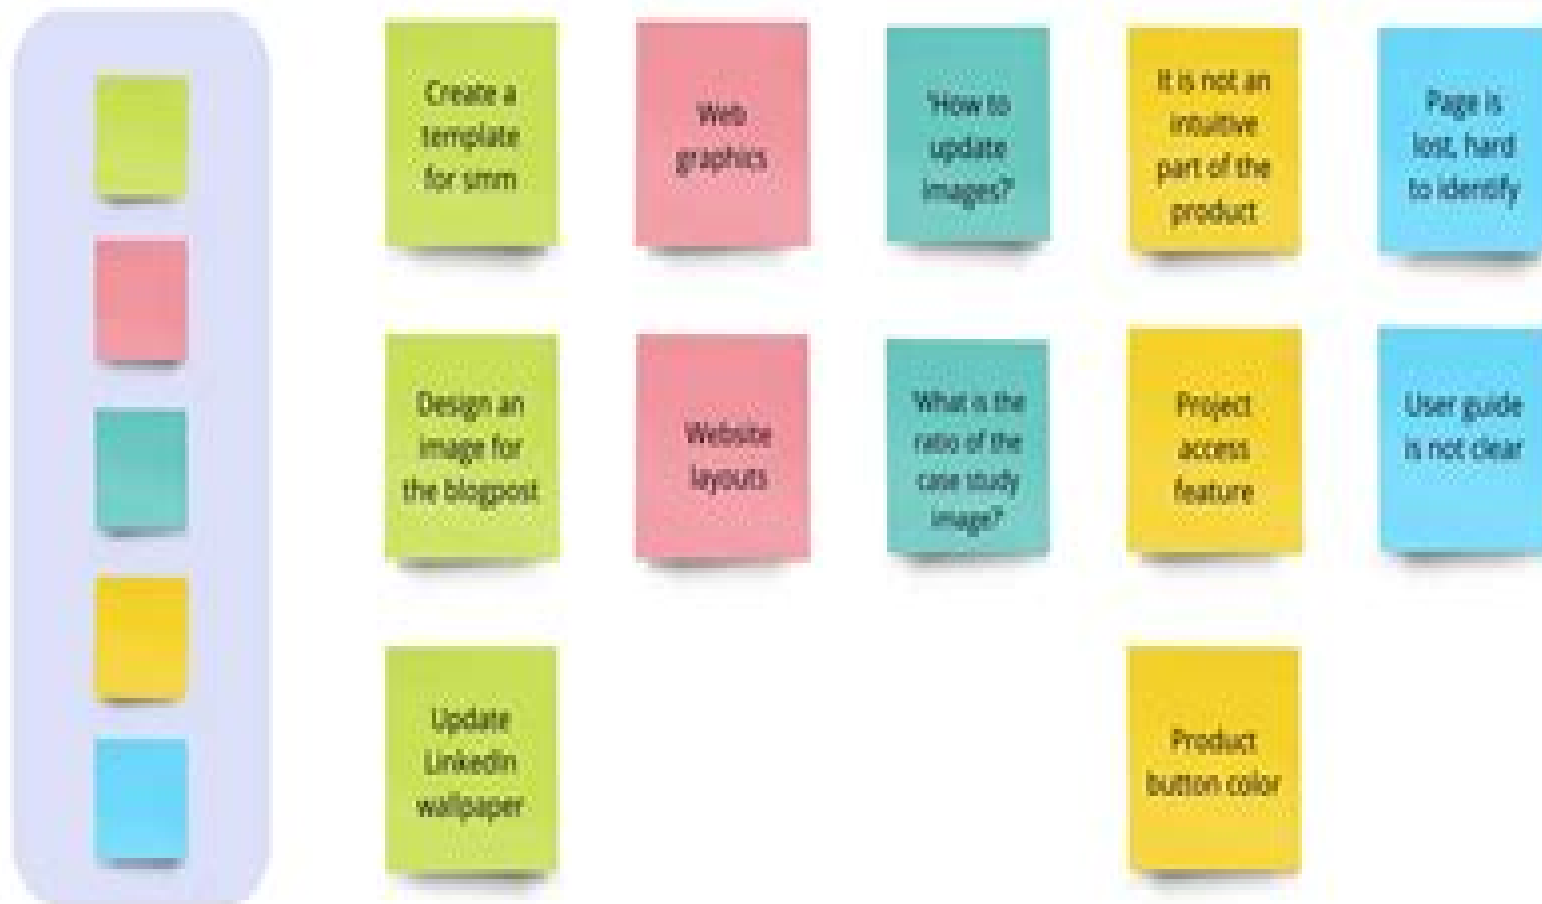 Create a
template
for smm
Web
graphics
'How to
update
images?'
It is not an
intuitive
part of the
product
Page is
lost, hard
to identify
Design an
image for
the blogpost
Website
layouts
'What is the
ratio of the
case study
image?'
Project
access
feature
User guide
is not clear
Update
LinkedIn
wallpaper
Product
button color